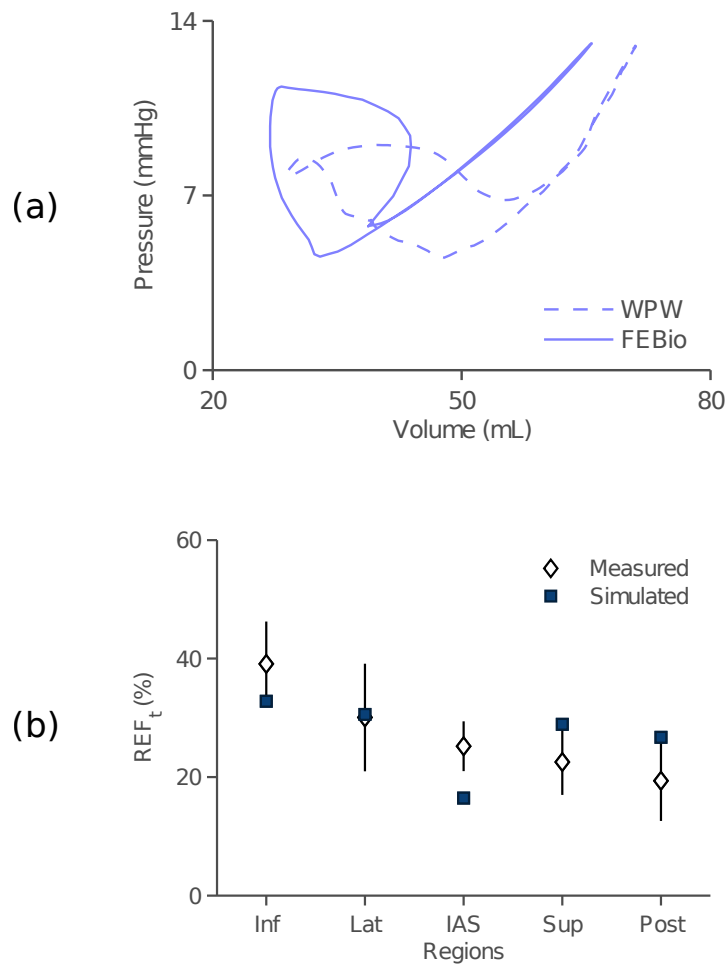 (a)
Pressure (mmHg)
14
7
0
WPW
FEBio
20 50 80
Volume (mL)
(b)
REFt (%)
60
40
20
0
Measured
Simulated
Inf Lat IAS Sup Post
Regions